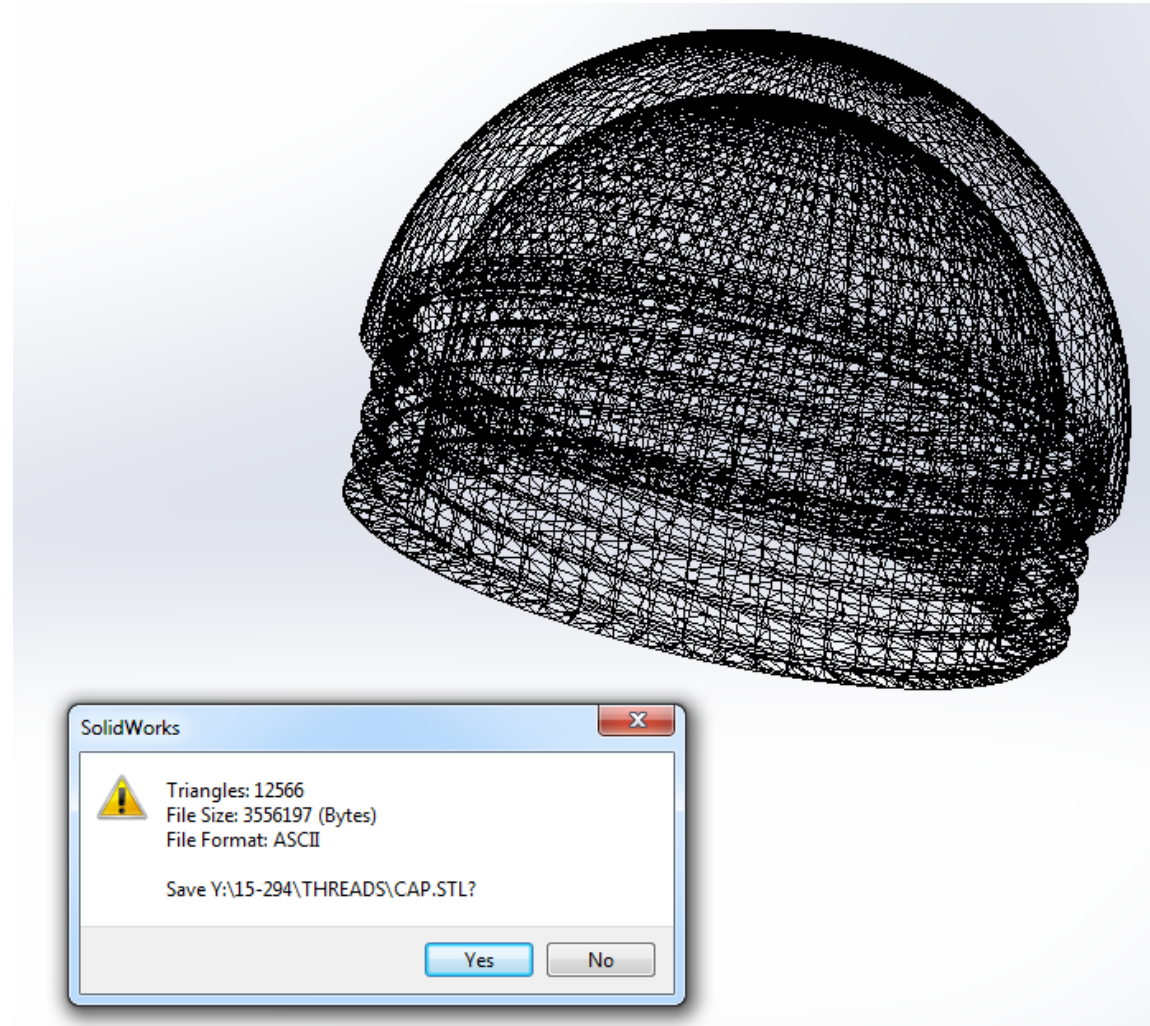 SolidWorks
Triangles: 12566
File Size: 3556197 (Bytes)
File Format: ASCII
Save Y:\15-294\THREADS\CAP.STL?
Yes
No